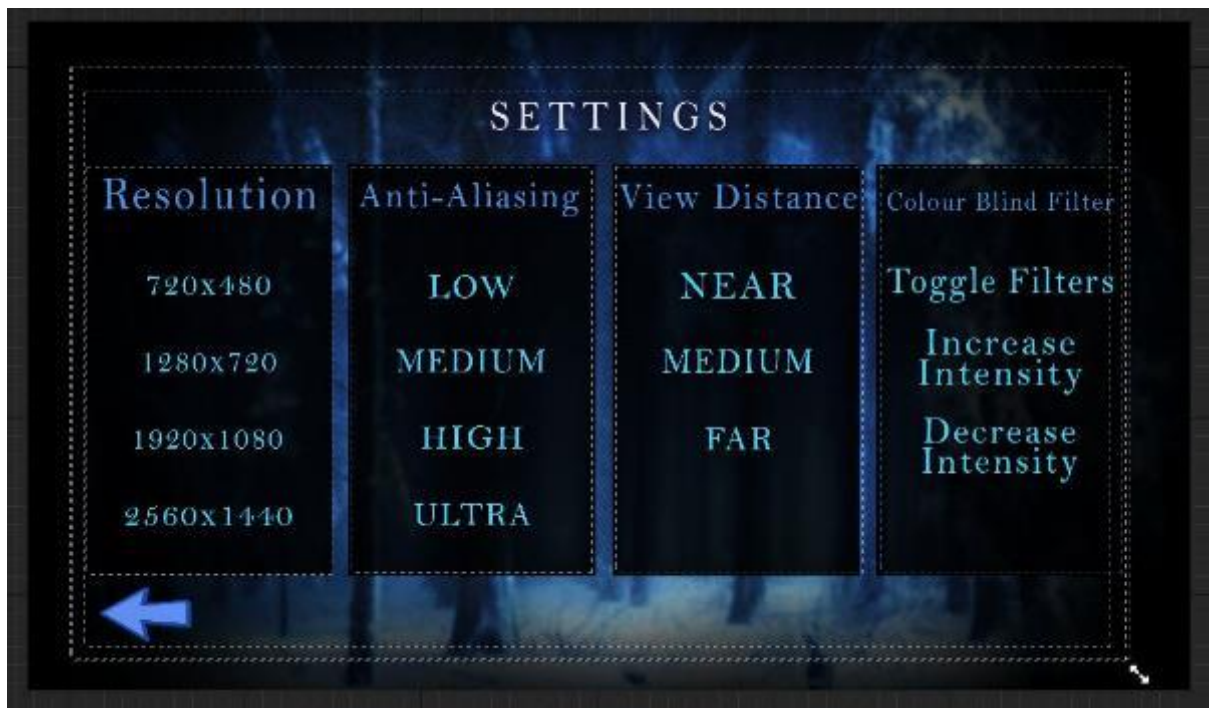 SETTINGS
Resolution
720x480
1280x720
1920x1080
2560x1440
Anti-Aliasing
LOW
MEDIUM
HIGH
ULTRA
View Distance
NEAR
MEDIUM
FAR
Colour Blind Filter
Toggle Filters
Increase
Intensity
Decrease
Intensity